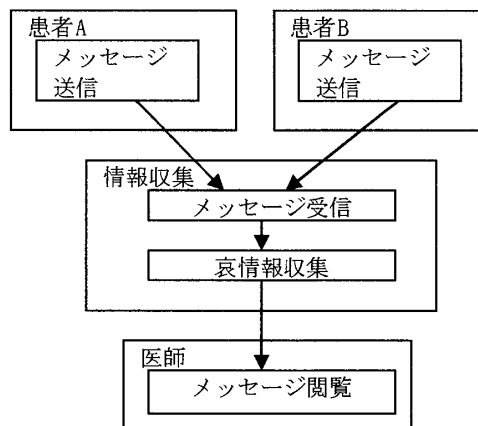 患者A
メッセージ
送信
患者B
メッセージ
送信
情報収集
メッセージ受信
哀情報収集
医師
メッセージ閲覧